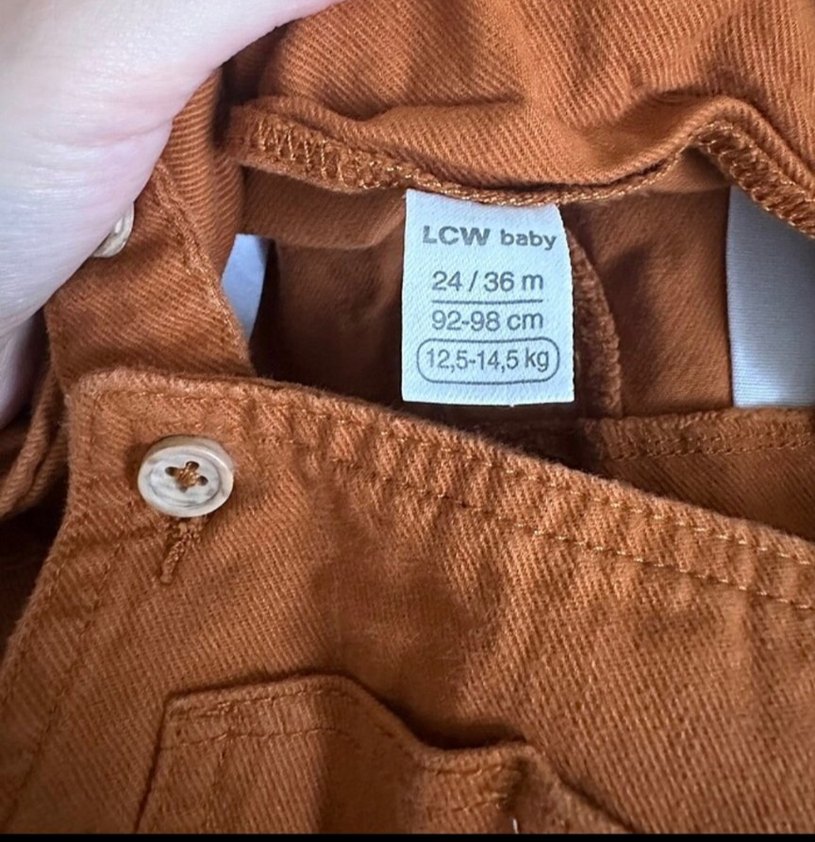 LCW baby
24 / 36 m
92-98 cm
12,5-14,5 kg